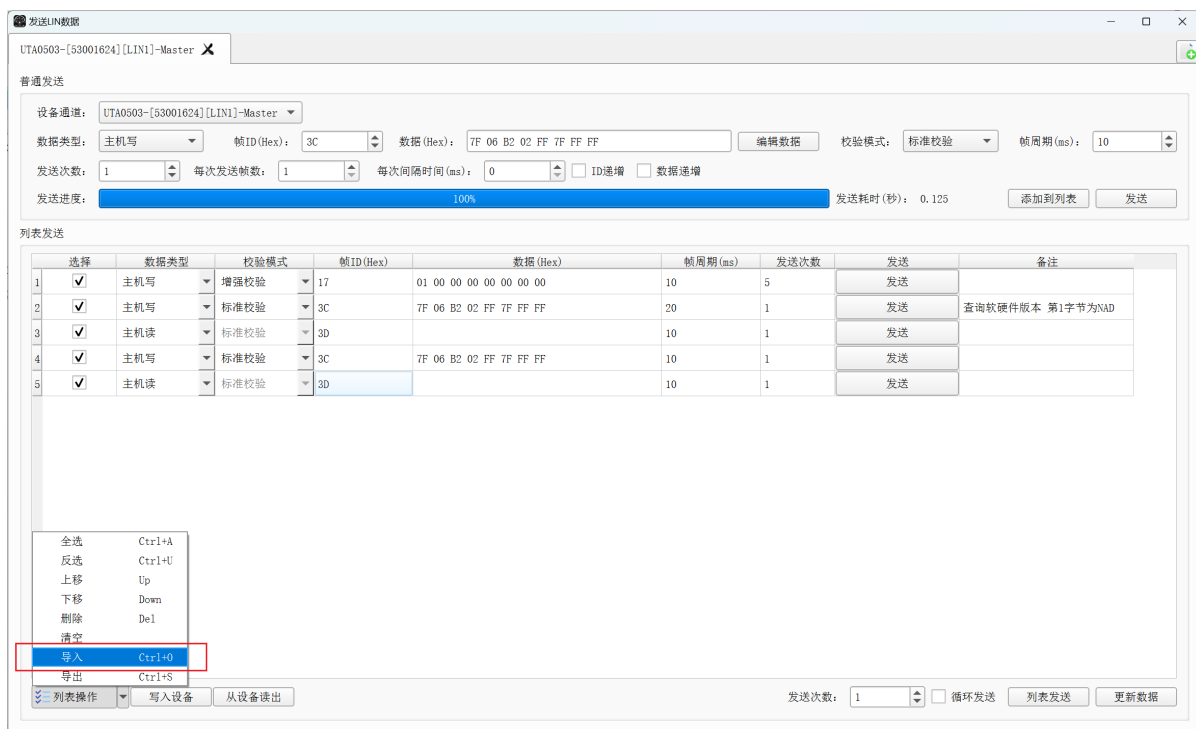 发送LIN数据
UTA0503-[53001624][LIN1]-Master
普通发送
设备通道： UTA0503-[53001624][LIN1]-Master
数据类型： 主机写 帧ID(Hex)： 3C 数据(Hex)： 7F 06 B2 02 FF 7F FF FF 编辑数据 校验模式： 标准校验 帧周期(ms)： 10
发送次数： 1 每次发送帧数： 1 每次间隔时间(ms)： 0 ID递增 数据递增
发送进度： 100% 发送耗时(秒)： 0.125 添加到列表 发送
列表发送
选择 数据类型 校验模式 帧ID(Hex) 数据(Hex) 帧周期(ms) 发送次数 发送 备注
1 主机写 增强校验 17 01 00 00 00 00 00 00 00 10 5 发送
2 主机写 标准校验 3C 7F 06 B2 02 FF 7F FF FF 20 1 发送 查询软硬件版本 第1字节为NAD
3 主机读 标准校验 3D 10 1 发送
4 主机写 标准校验 3C 7F 06 B2 02 FF 7F FF FF 10 1 发送
5 主机读 标准校验 3D 10 1 发送
全选 Ctrl+A
反选 Ctrl+U
上移 Up
下移 Down
删除 Del
清空
导入 Ctrl+O
导出 Ctrl+S
列表操作 写入设备 从设备读出 发送次数： 1 循环发送 列表发送 更新数据